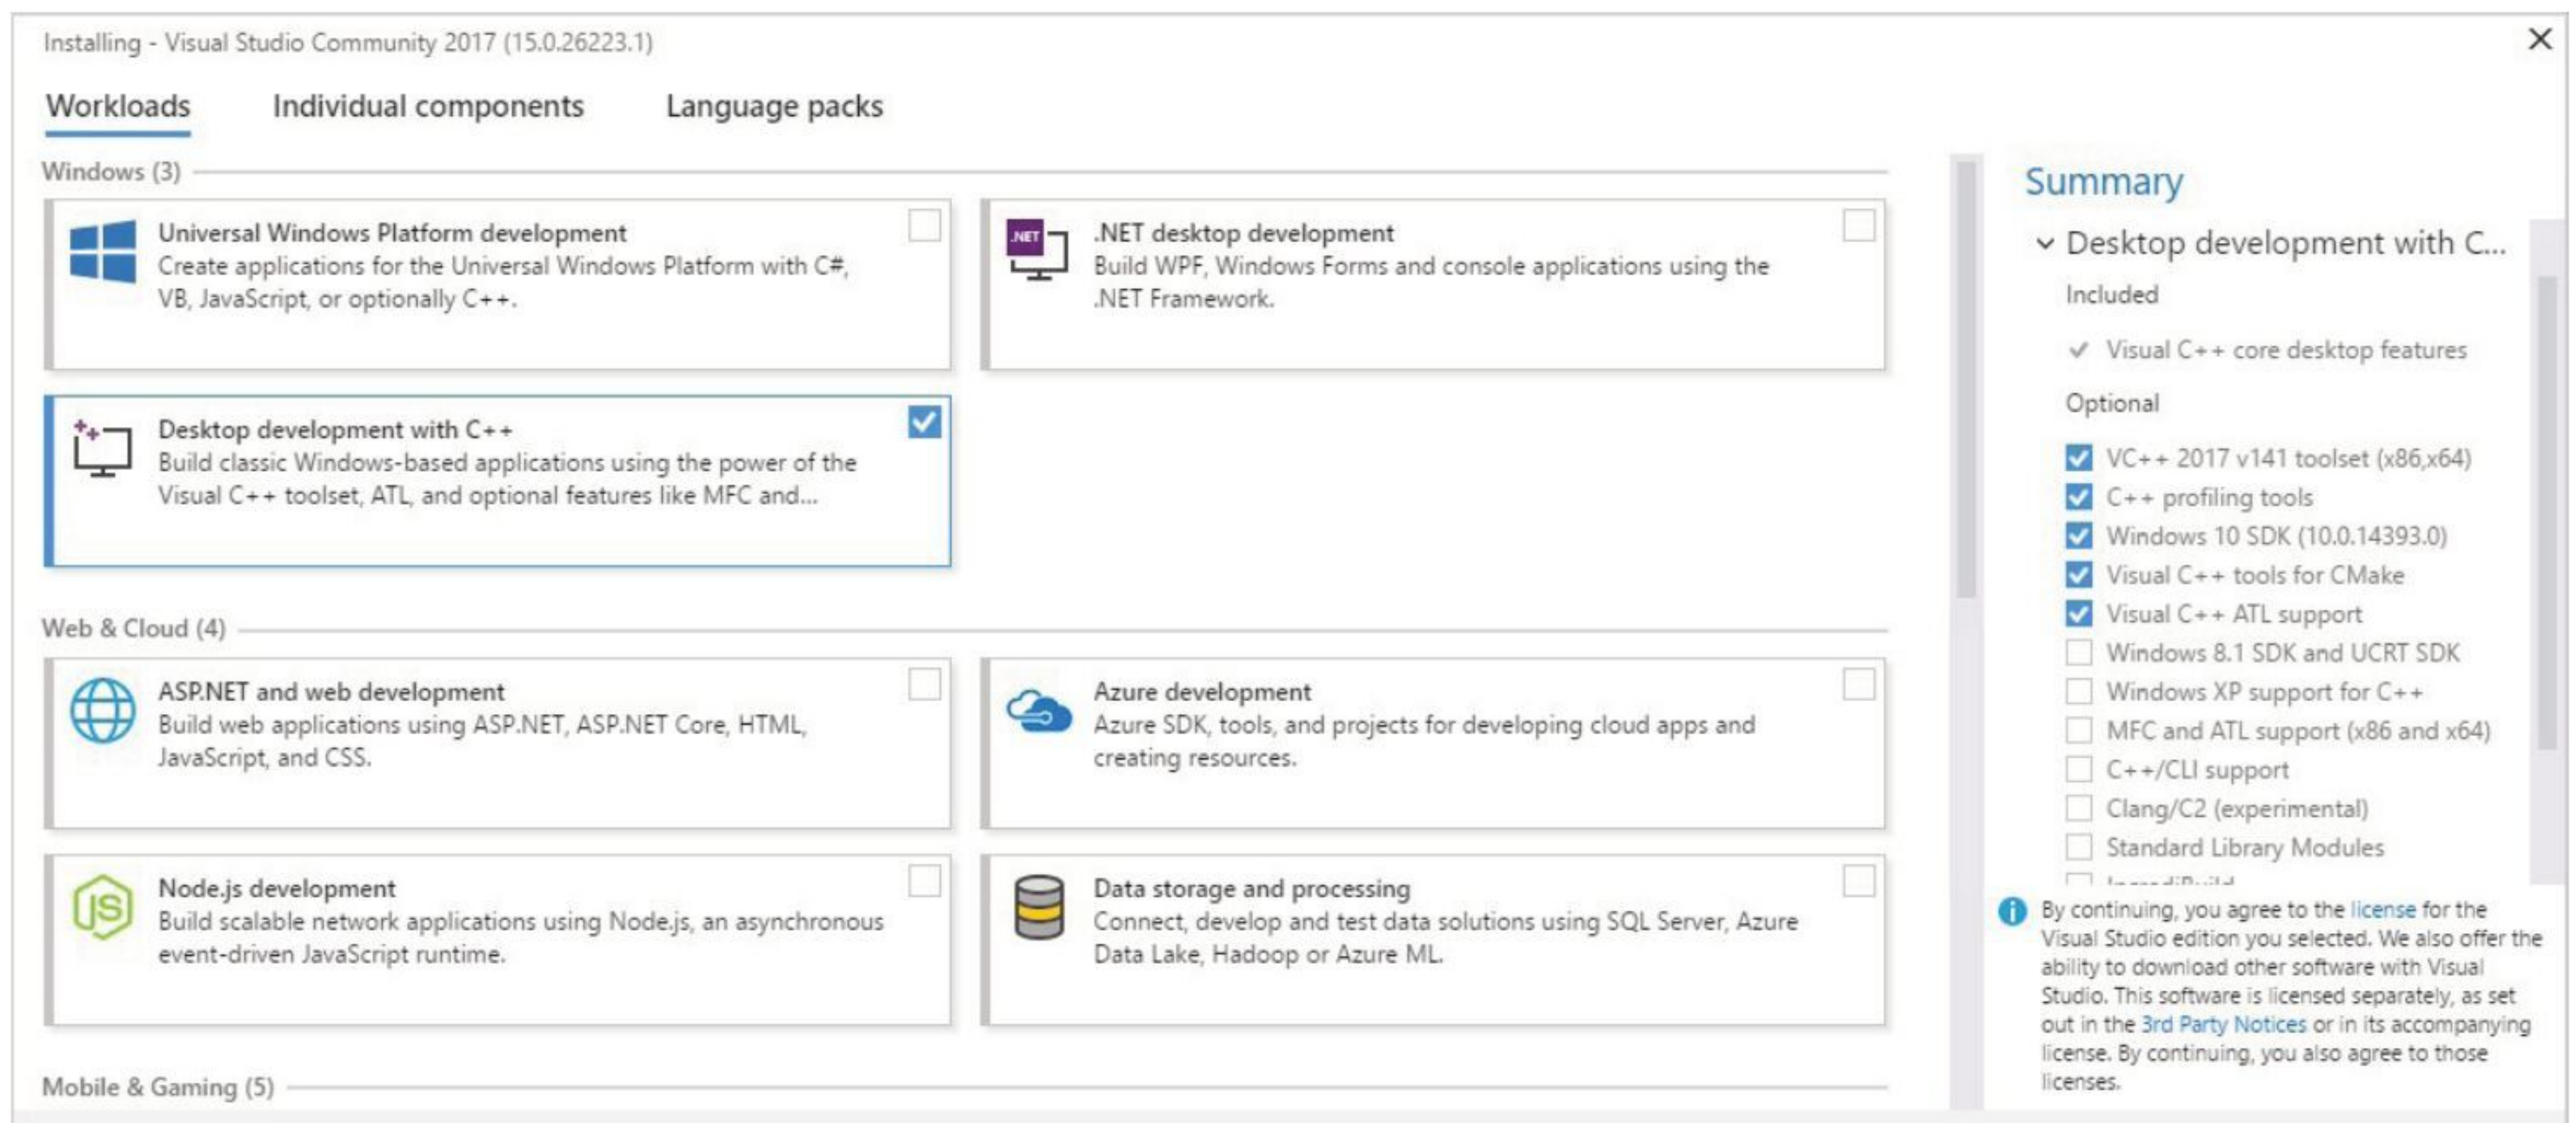 Installing - Visual Studio Community 2017 (15.0.26223.1)
Workloads
Individual components
Language packs
Windows (3)
Universal Windows Platform development
Create applications for the Universal Windows Platform with C#,
VB, JavaScript, or optionally C++.
.NET
.NET desktop development
Build WPF, Windows Forms and console applications using the
.NET Framework.
Desktop development with C++
Build classic Windows-based applications using the power of the
Visual C++ toolset, ATL, and optional features like MFC and...
Web & Cloud (4)
ASP.NET and web development
Build web applications using ASP.NET, ASP.NET Core, HTML,
JavaScript, and CSS.
Azure development
Azure SDK, tools, and projects for developing cloud apps and
creating resources.
JS
Node.js development
Build scalable network applications using Node.js, an asynchronous
event-driven JavaScript runtime.
Data storage and processing
Connect, develop and test data solutions using SQL Server, Azure
Data Lake, Hadoop or Azure ML.
Mobile & Gaming (5)
Summary
Desktop development with C...
Included
Visual C++ core desktop features
Optional
VC++ 2017 v141 toolset (x86,x64)
C++ profiling tools
Windows 10 SDK (10.0.14393.0)
Visual C++ tools for CMake
Visual C++ ATL support
Windows 8.1 SDK and UCRT SDK
Windows XP support for C++
MFC and ATL support (x86 and x64)
C++/CLI support
Clang/C2 (experimental)
Standard Library Modules
By continuing, you agree to the license for the
Visual Studio edition you selected. We also offer the
ability to download other software with Visual
Studio. This software is licensed separately, as set
out in the 3rd Party Notices or in its accompanying
license. By continuing, you also agree to those
licenses.